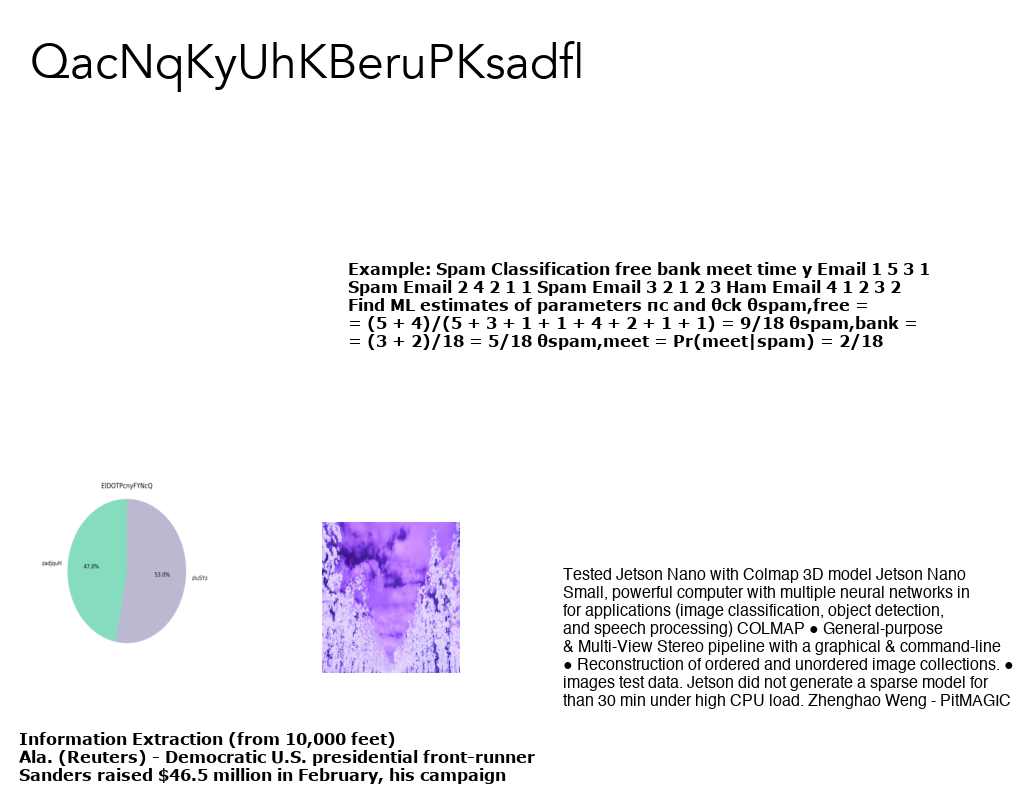 QacNqKyUhKBeruPKsadfl
Example: Spam Classification free bank meet time y Email 1 5 3 1
Spam Email 2 4 2 1 1 Spam Email 3 2 1 2 3 Ham Email 4 1 2 3 2
Find ML estimates of parameters πc and θck θspam,free =
= (5 + 4)/(5 + 3 + 1 + 1 + 4 + 2 + 1 + 1) = 9/18 θspam,bank =
= (3 + 2)/18 = 5/18 θspam,meet = Pr(meet|spam) = 2/18
ElDOTPcnyFYNcQ
zadjquH
47.0%
53.0%
zluSYz
Tested Jetson Nano with Colmap 3D model Jetson Nano
Small, powerful computer with multiple neural networks in
for applications (image classification, object detection,
and speech processing) COLMAP ● General-purpose
& Multi-View Stereo pipeline with a graphical & command-line
● Reconstruction of ordered and unordered image collections. ●
images test data. Jetson did not generate a sparse model for
than 30 min under high CPU load. Zhenghao Weng - PitMAGIC
Information Extraction (from 10,000 feet)
Ala. (Reuters) – Democratic U.S. presidential front-runner
Sanders raised $46.5 million in February, his campaign